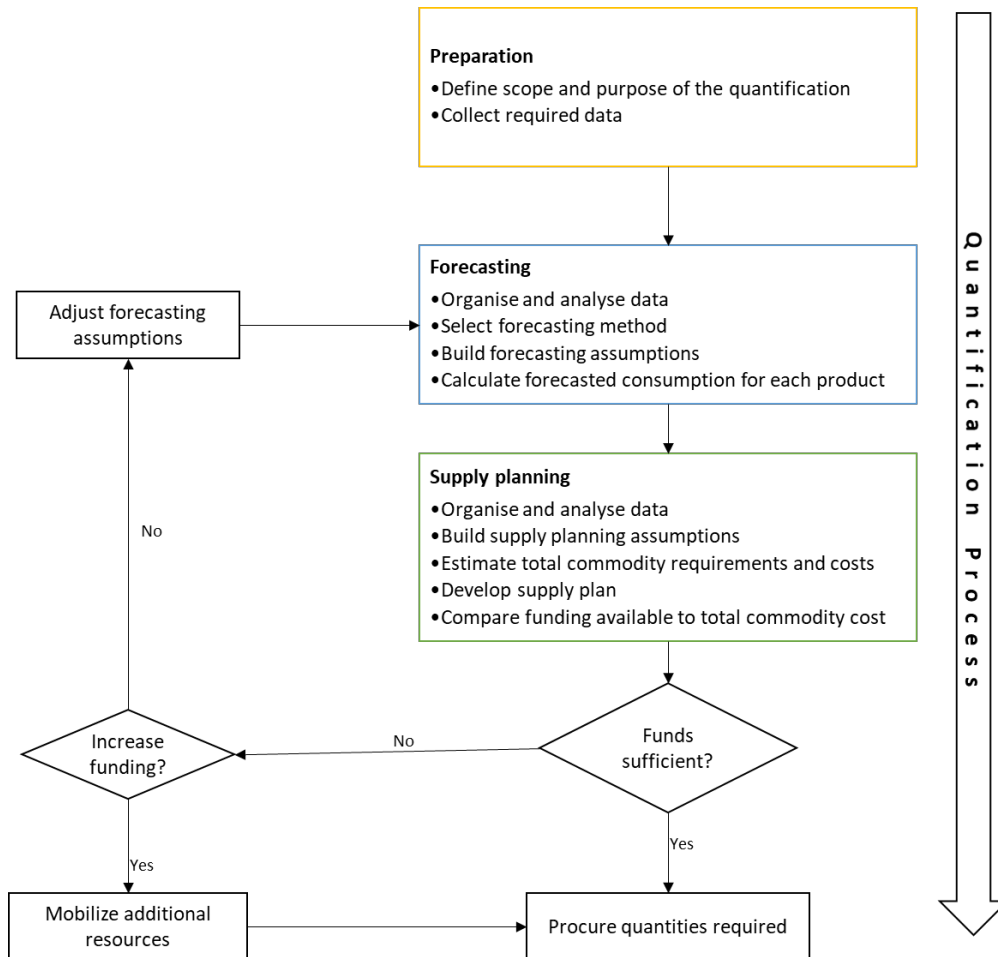 Preparation
•Define scope and purpose of the quantification
•Collect required data
Forecasting
•Organise and analyse data
•Select forecasting method
•Build forecasting assumptions
•Calculate forecasted consumption for each product
Adjust forecasting
assumptions
Supply planning
•Organise and analyse data
•Build supply planning assumptions
•Estimate total commodity requirements and costs
•Develop supply plan
•Compare funding available to total commodity cost
No
Funds
sufficient?
No
Increase
funding?
Yes
Yes
Mobilize additional
resources
Procure quantities required
Quantification Process